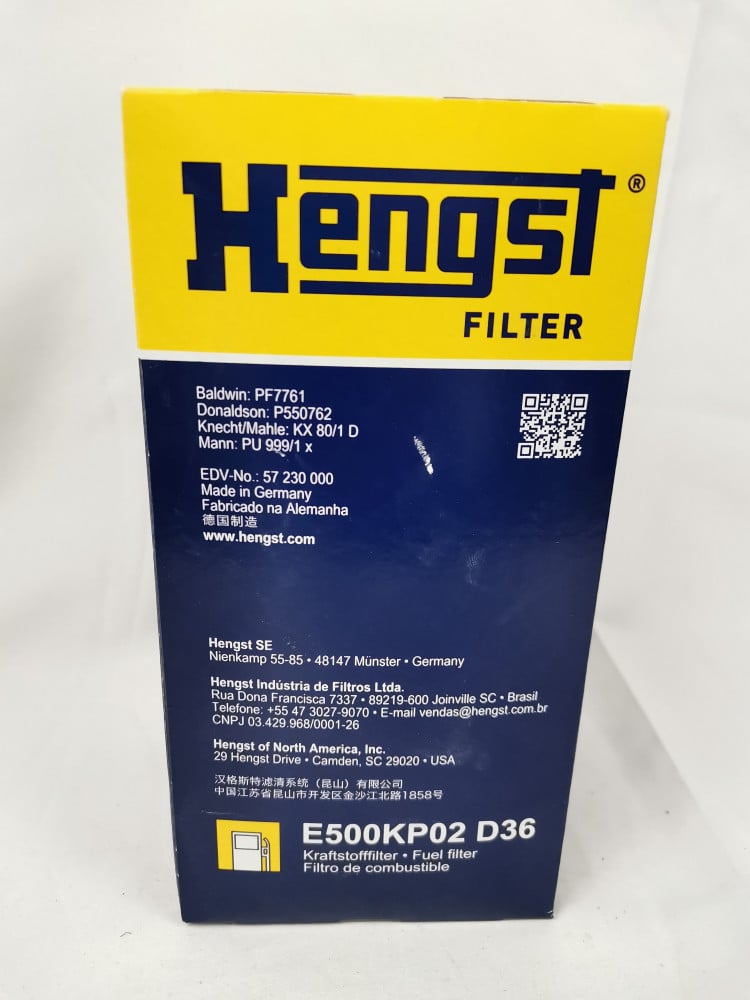 Hengst®
FILTER
Baldwin: PF7761
Donaldson: P550762
Knecht/Mahle: KX 80/1 D
Mann: PU 999/1 x
EDV-No.: 57 230 000
Made in Germany
Fabricado na Alemanha
德国制造
www.hengst.com
Hengst SE
Nienkamp 55-85 • 48147 Münster • Germany
Hengst Indústria de Filtros Ltda.
Rua Dona Francisca 7337 • 89219-600 Joinville SC • Brasil
Telefone: +55 47 3027-9070 • E-mail vendas@hengst.com.br
CNPJ 03.429.968/0001-26
Hengst of North America, Inc.
29 Hengst Drive • Camden, SC 29020 • USA
汉格斯特滤清系统（昆山）有限公司
中国江苏省昆山市开发区金沙江北路1858号
E500KP02 D36
Kraftstofffilter • Fuel filter
Filtro de combustible